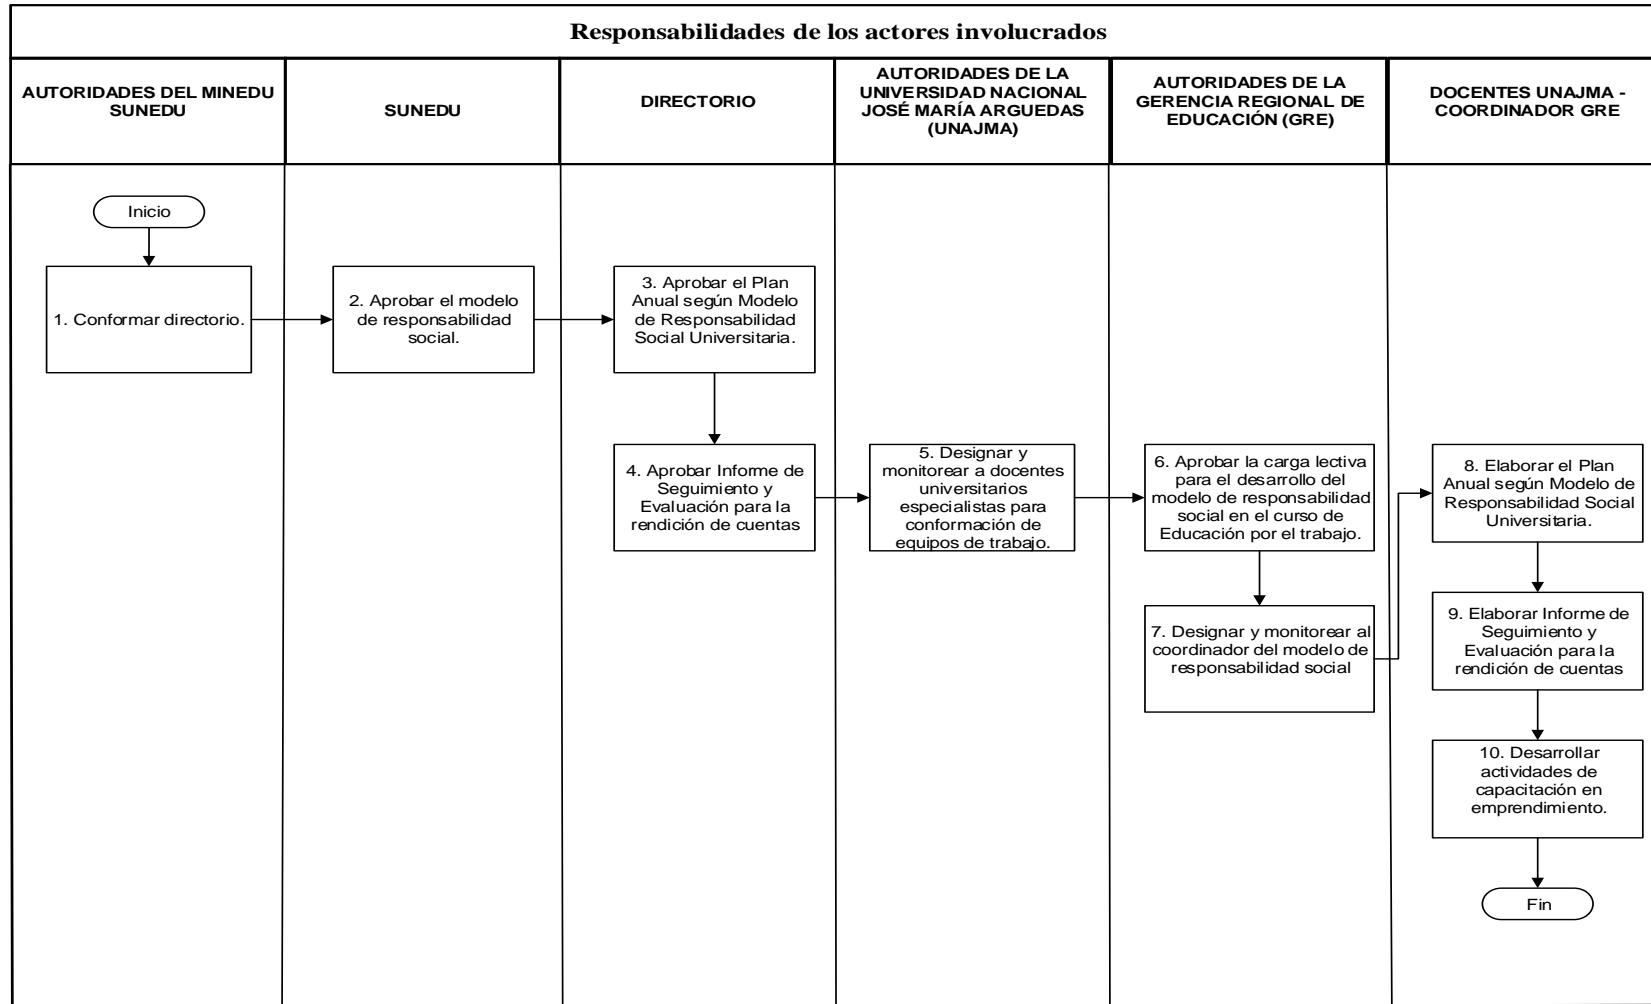 Responsabilidades de los actores involucrados
AUTORIDADES DEL MINEDU
SUNEDU
SUNEDU
DIRECTORIO
AUTORIDADES DE LA
UNIVERSIDAD NACIONAL
JOSÉ MARÍA ARGUEDAS
(UNAJMA)
AUTORIDADES DE LA
GERENCIA REGIONAL DE
EDUCACIÓN (GRE)
DOCENTES UNAJMA -
COORDINADOR GRE
Inicio
1. Conformar directorio.
2. Aprobar el modelo
de responsabilidad
social.
3. Aprobar el Plan
Anual según Modelo
de Responsabilidad
Social Universitaria.
4. Aprobar Informe de
Seguimiento y
Evaluación para la
rendición de cuentas
5. Designar y
monitorear a docentes
universitarios
especialistas para
conformación de
equipos de trabajo.
6. Aprobar la carga lectiva
para el desarrollo del
modelo de responsabilidad
social en el curso de
Educación por el trabajo.
7. Designar y monitorear al
coordinador del modelo de
responsabilidad social
8. Elaborar el Plan
Anual según Modelo de
Responsabilidad Social
Universitaria.
9. Elaborar Informe de
Seguimiento y
Evaluación para la
rendición de cuentas
10. Desarrollar
actividades de
capacitación en
emprendimiento.
Fin